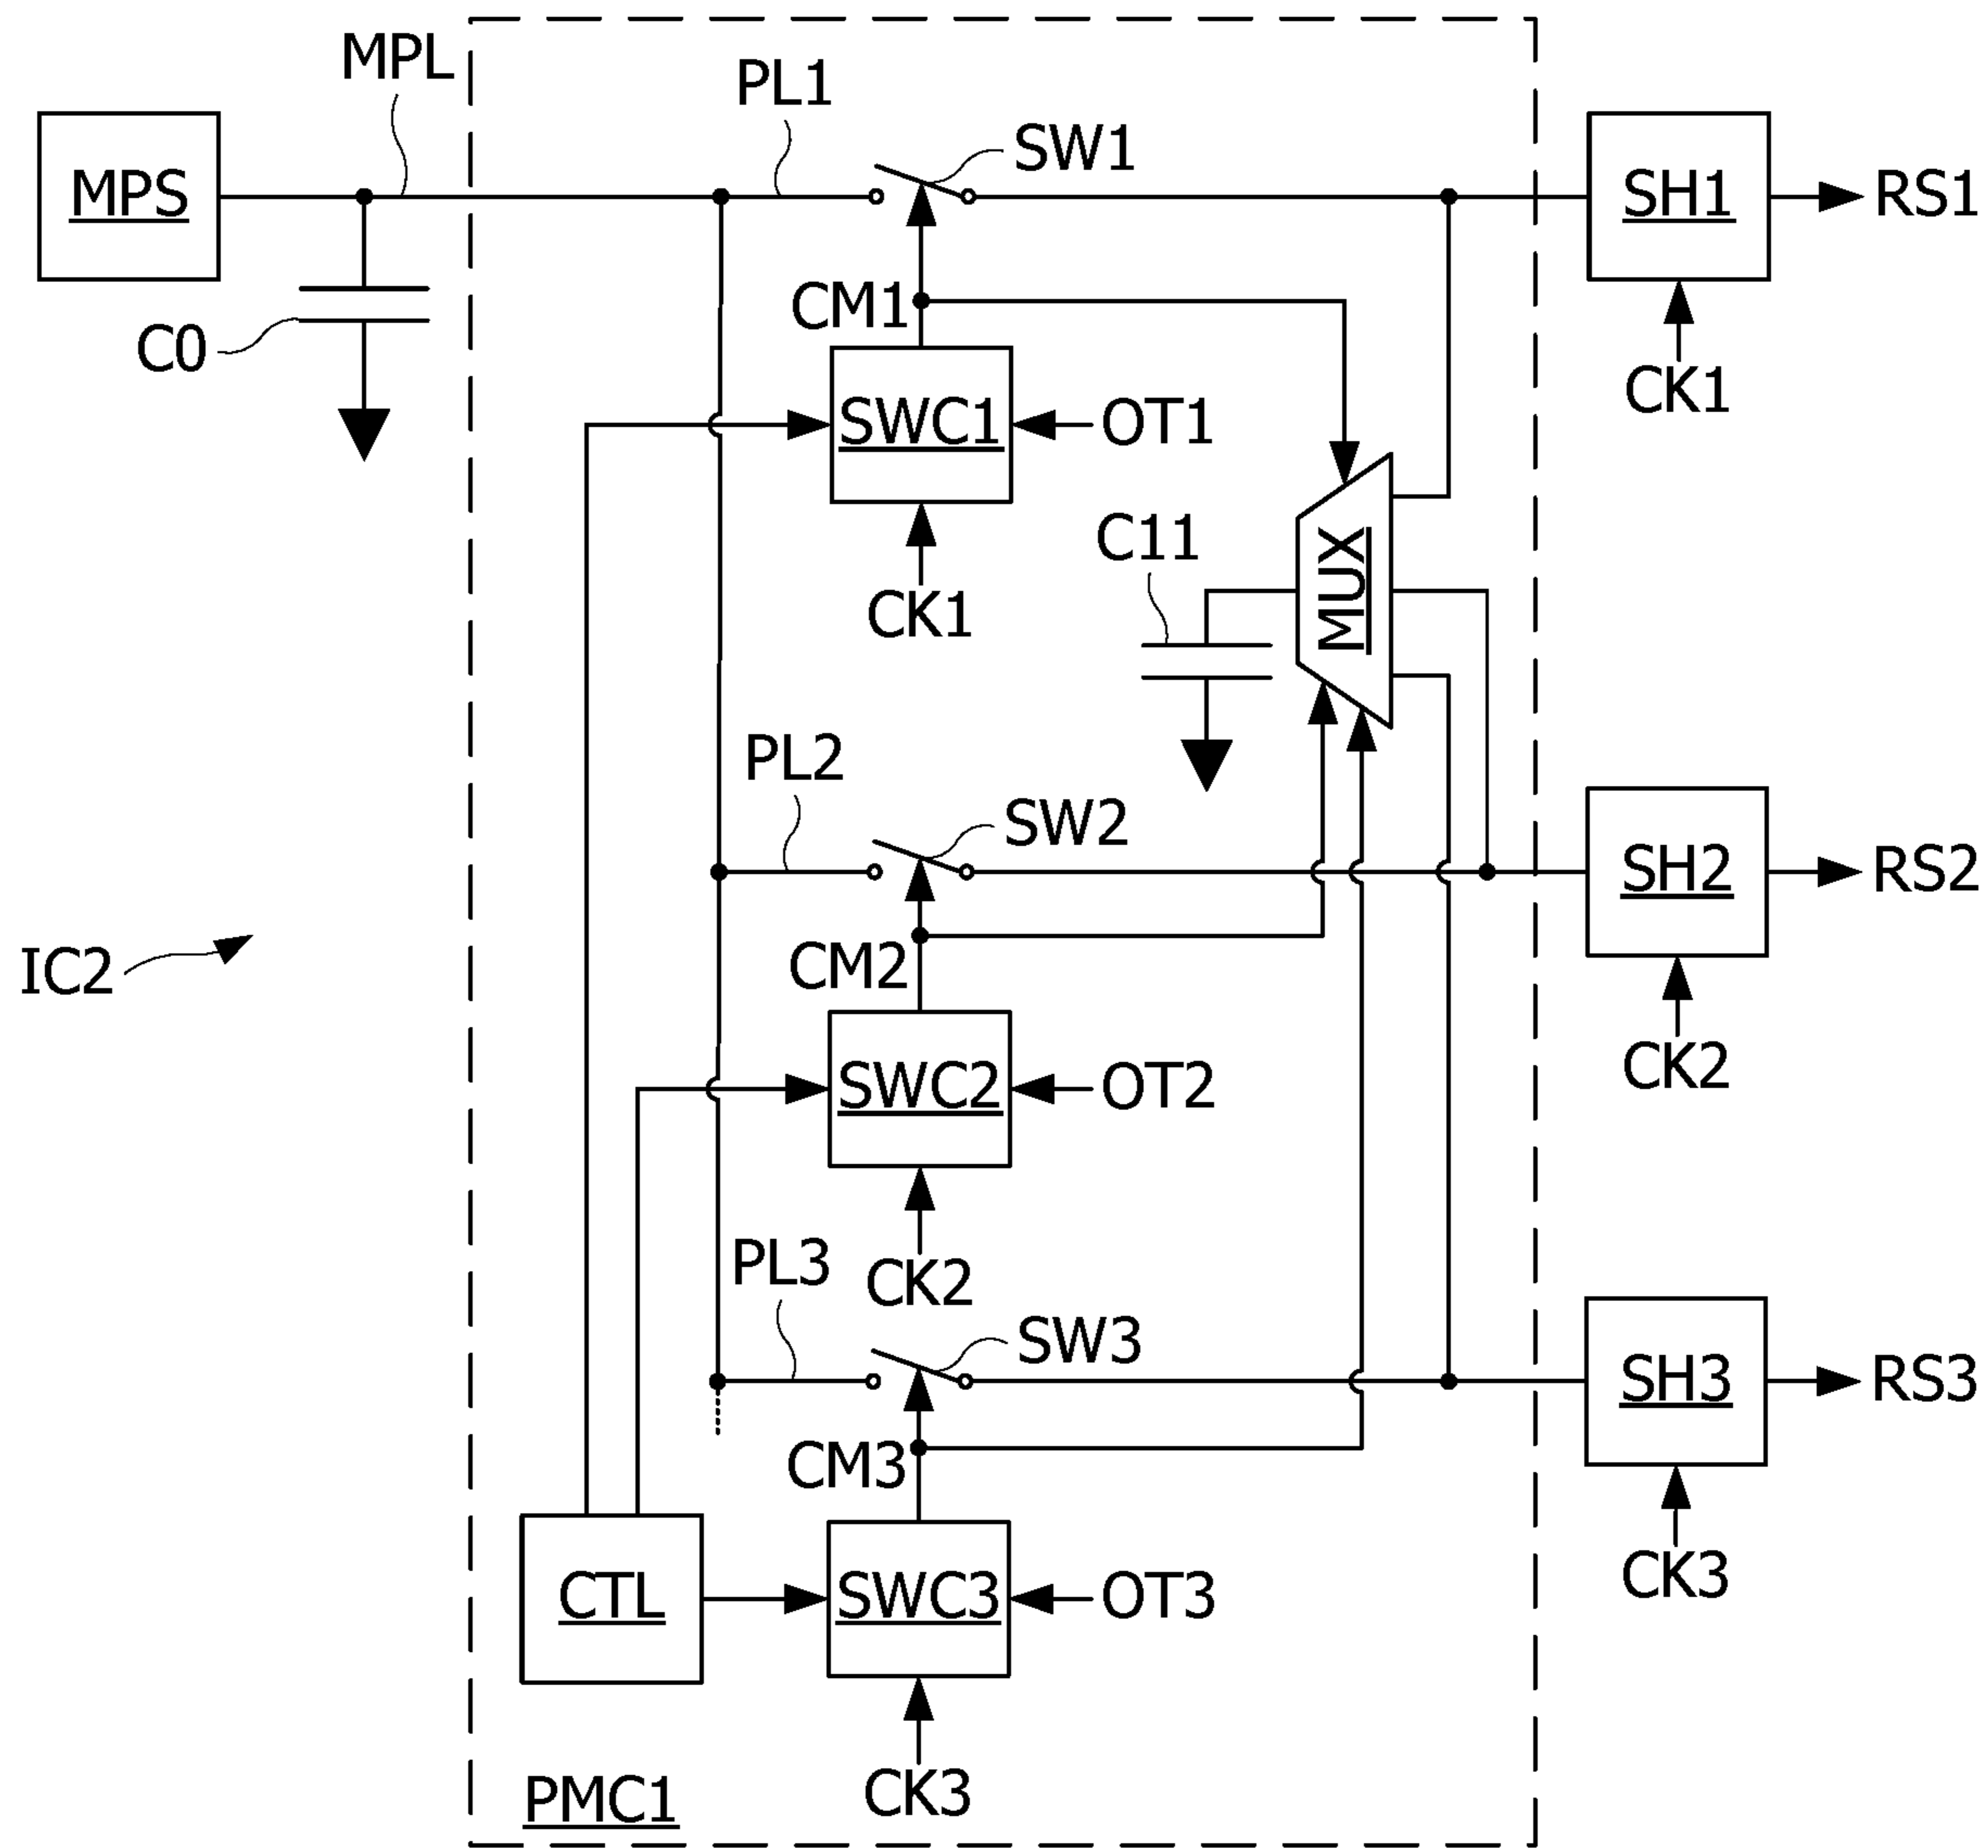 MPL
PL1
SW1
MPS
SH1
RS1
C0
CM1
SWC1
OT1
CK1
CK1
C11
MUX
PL2
SW2
SH2
RS2
IC2
CM2
SWC2
OT2
CK2
CK2
PL3
SW3
SH3
RS3
CM3
CTL
SWC3
OT3
CK3
CK3
PMC1